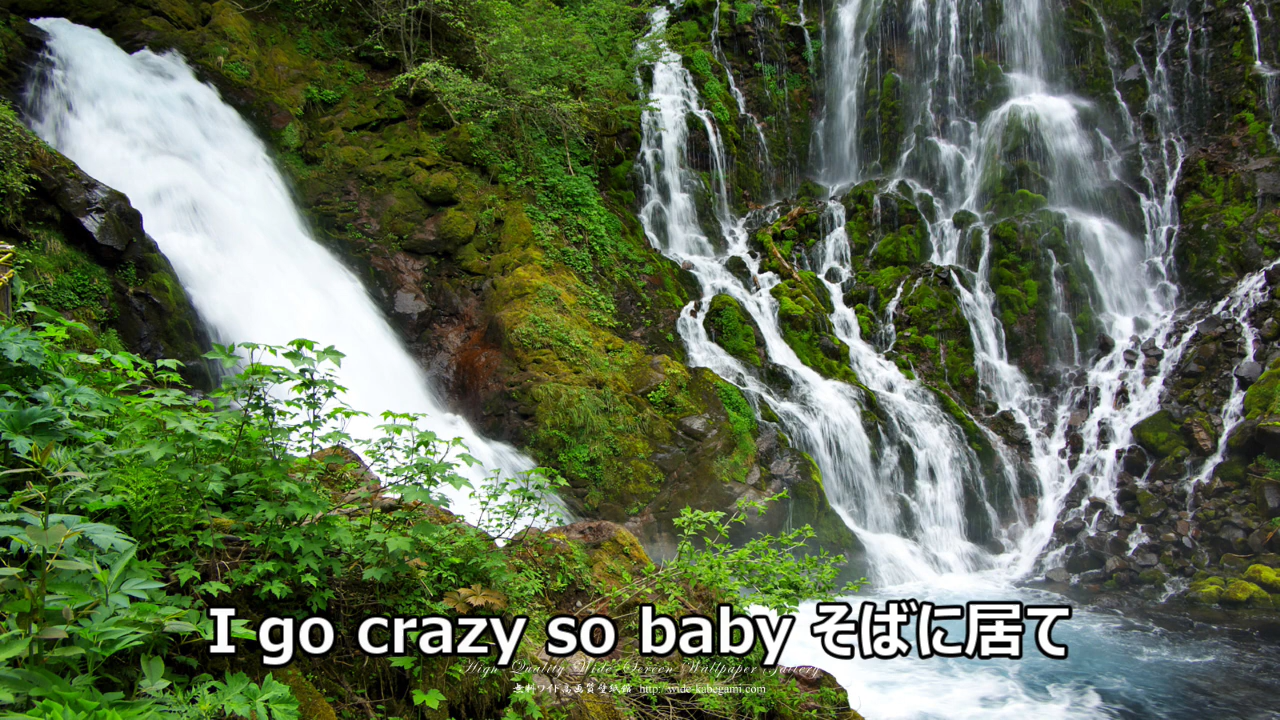 I go crazy so baby そばに居て
High Quality Wide Screen Wallpaper Gallery
無料ワイド高画質壁紙館 http://wide-kabegami.com/